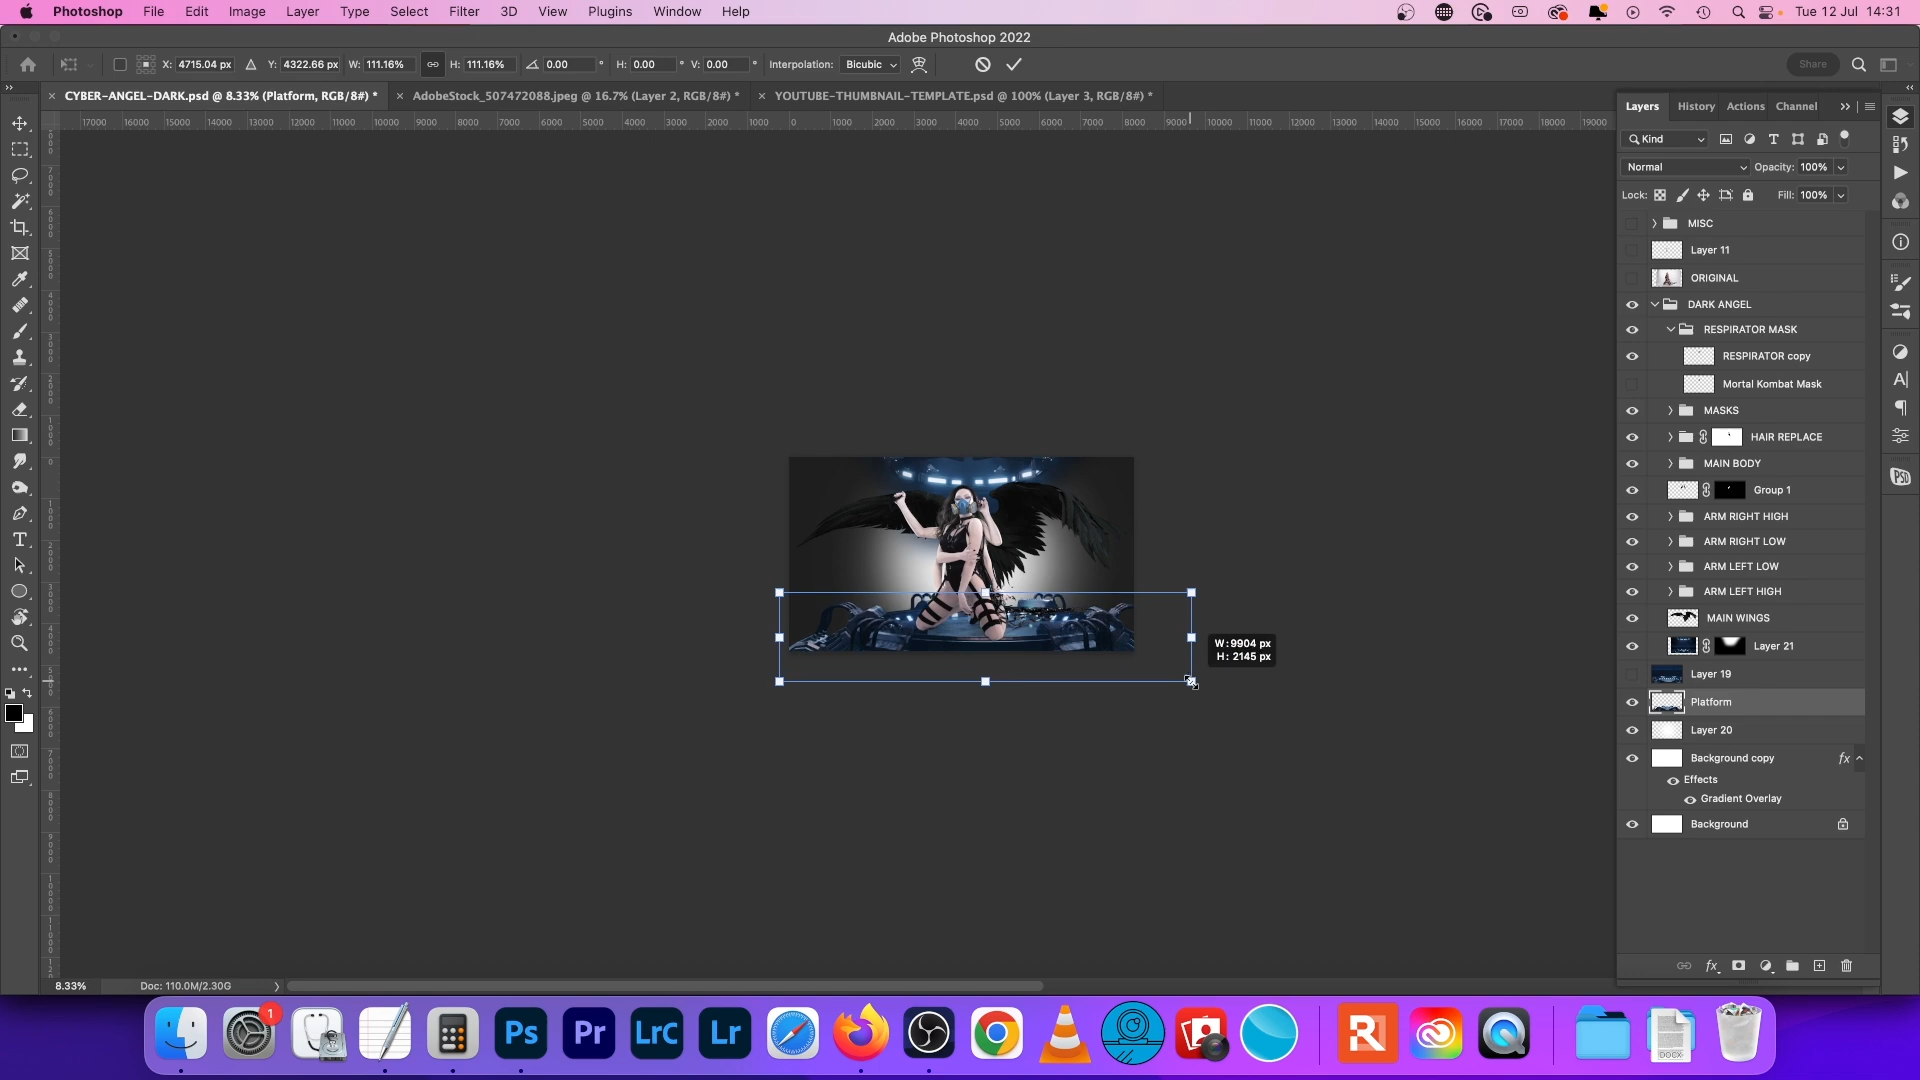 Photoshop File Edit Image Layer Type Select Filter 3D View Plugins Window Help Tue 12 Jul 14:31
Adobe Photoshop 2022
X: 4715.04 px Y: 4322.66 px W: 111.16% H: 111.16% 0.00 ° H: 0.00 ° V: 0.00 ° Interpolation: Bicubic Share
CYBER-ANGEL-DARK.psd @ 8.33% (Platform, RGB/8#) * AdobeStock_507472088.jpeg @ 16.7% (Layer 2, RGB/8#) * YOUTUBE-THUMBNAIL-TEMPLATE.psd @ 100% (Layer 3, RGB/8#) *
Layers History Actions Channel
17000 16000 15000 14000 13000 12000 11000 10000 9000 8000 7000 6000 5000 4000 3000 2000 1000 0 1000 2000 3000 4000 5000 6000 7000 8000 9000 10000 11000 12000 13000 14000 15000 16000 17000 18000 19000
Kind
Normal Opacity: 100%
Lock: Fill: 100%
MISC
Layer 11
ORIGINAL
DARK ANGEL
RESPIRATOR MASK
RESPIRATOR copy
Mortal Kombat Mask
MASKS
HAIR REPLACE
MAIN BODY
Group 1
ARM RIGHT HIGH
ARM RIGHT LOW
ARM LEFT LOW
ARM LEFT HIGH
MAIN WINGS
W: 9904 px
H: 2145 px
Layer 21
Layer 19
Platform
Layer 20
Background copy fx
Effects
Gradient Overlay
Background
8.33% Doc: 110.0M/2.30G
1
Ps Pr LrC Lr
DOCX